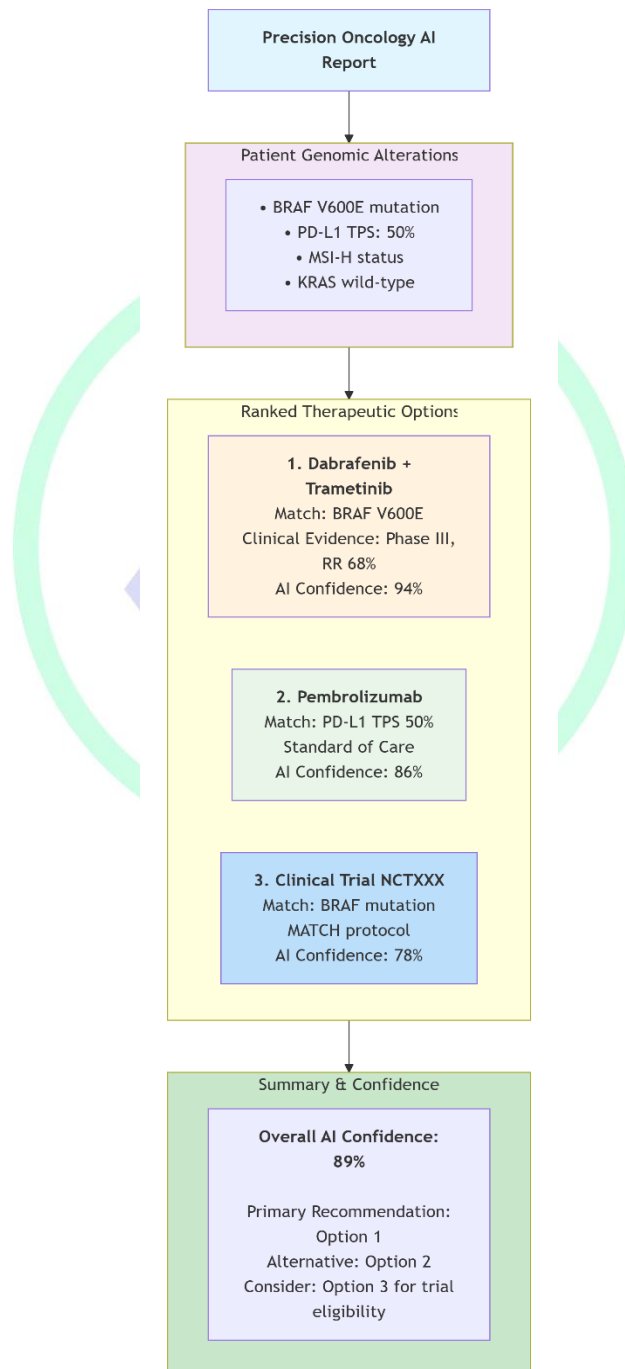 Precision Oncology AI
Report
Patient Genomic Alterations
• BRAF V600E mutation
• PD-L1 TPS: 50%
• MSI-H status
• KRAS wild-type
Ranked Therapeutic Options
1. Dabrafenib +
Trametinib
Match: BRAF V600E
Clinical Evidence: Phase III,
RR 68%
AI Confidence: 94%
2. Pembrolizumab
Match: PD-L1 TPS 50%
Standard of Care
AI Confidence: 86%
3. Clinical Trial NCTXXX
Match: BRAF mutation
MATCH protocol
AI Confidence: 78%
Summary & Confidence
Overall AI Confidence:
89%
Primary Recommendation:
Option 1
Alternative: Option 2
Consider: Option 3 for trial
eligibility